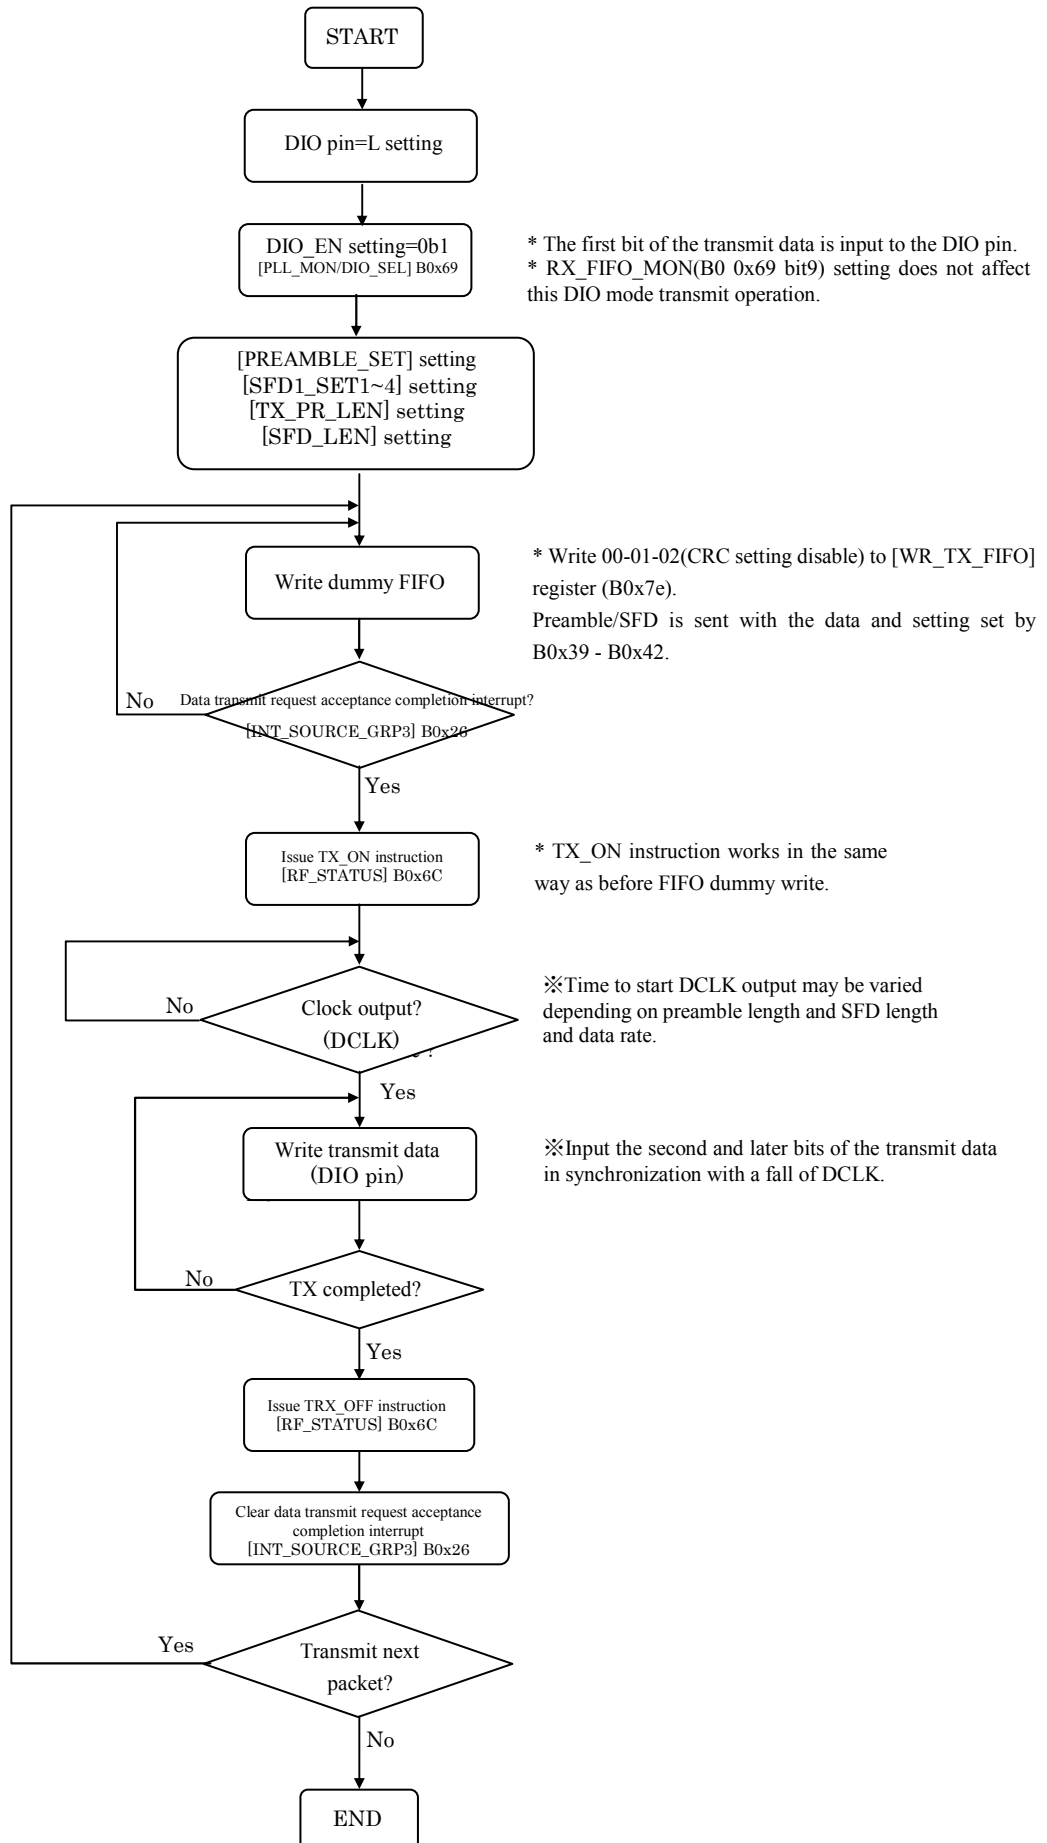 START
DIO pin=L setting
DIO_EN setting=0b1
[PLL_MON/DIO_SEL] B0x69
* The first bit of the transmit data is input to the DIO pin.
* RX_FIFO_MON(B0 0x69 bit9) setting does not affect
this DIO mode transmit operation.
[PREAMBLE_SET] setting
[SFD1_SET1~4] setting
[TX_PR_LEN] setting
[SFD_LEN] setting
Write dummy FIFO
* Write 00-01-02(CRC setting disable) to [WR_TX_FIFO]
register (B0x7e).
Preamble/SFD is sent with the data and setting set by
B0x39 - B0x42.
No
Data transmit request acceptance completion interrupt?
[INT_SOURCE_GRP3] B0x26
Yes
Issue TX_ON instruction
[RF_STATUS] B0x6C
* TX_ON instruction works in the same
way as before FIFO dummy write.
No
Clock output?
(DCLK)
※Time to start DCLK output may be varied
depending on preamble length and SFD length
and data rate.
Yes
Write transmit data
(DIO pin)
※Input the second and later bits of the transmit data
in synchronization with a fall of DCLK.
No
TX completed?
Yes
Issue TRX_OFF instruction
[RF_STATUS] B0x6C
Clear data transmit request acceptance
completion interrupt
[INT_SOURCE_GRP3] B0x26
Yes
Transmit next
packet?
No
END